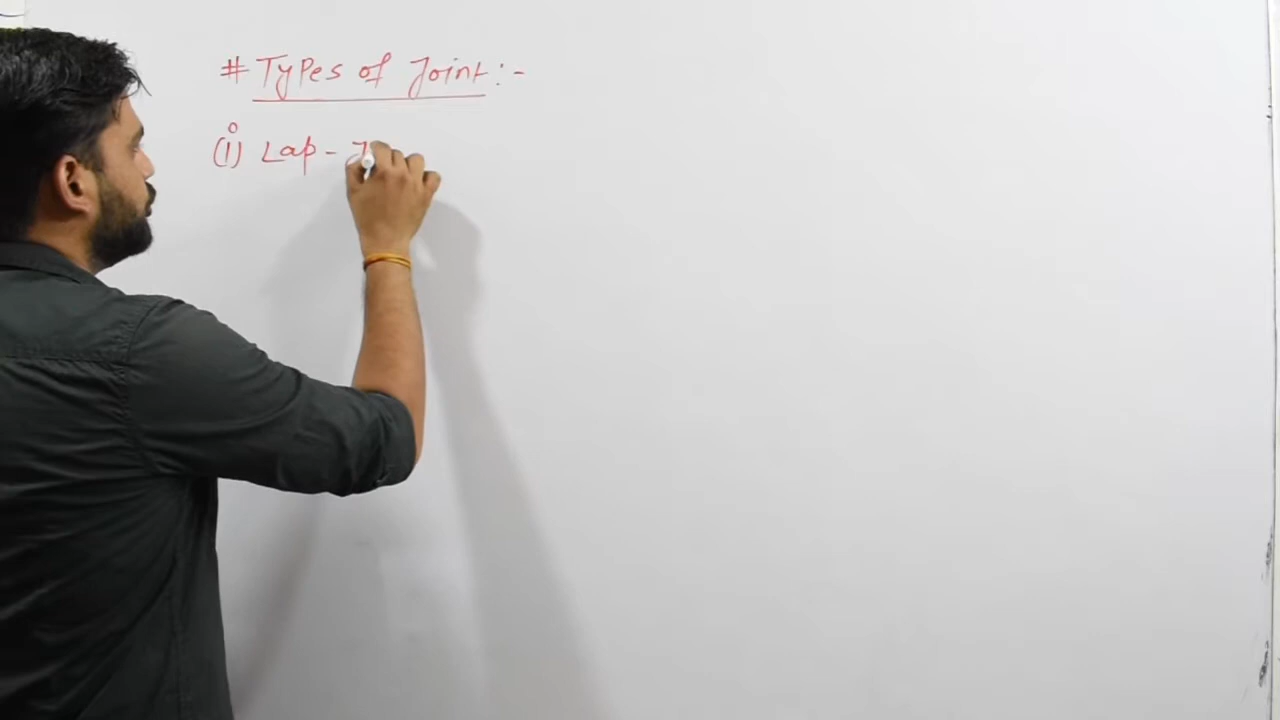 # Types of Joint :-
(i) Lap - J